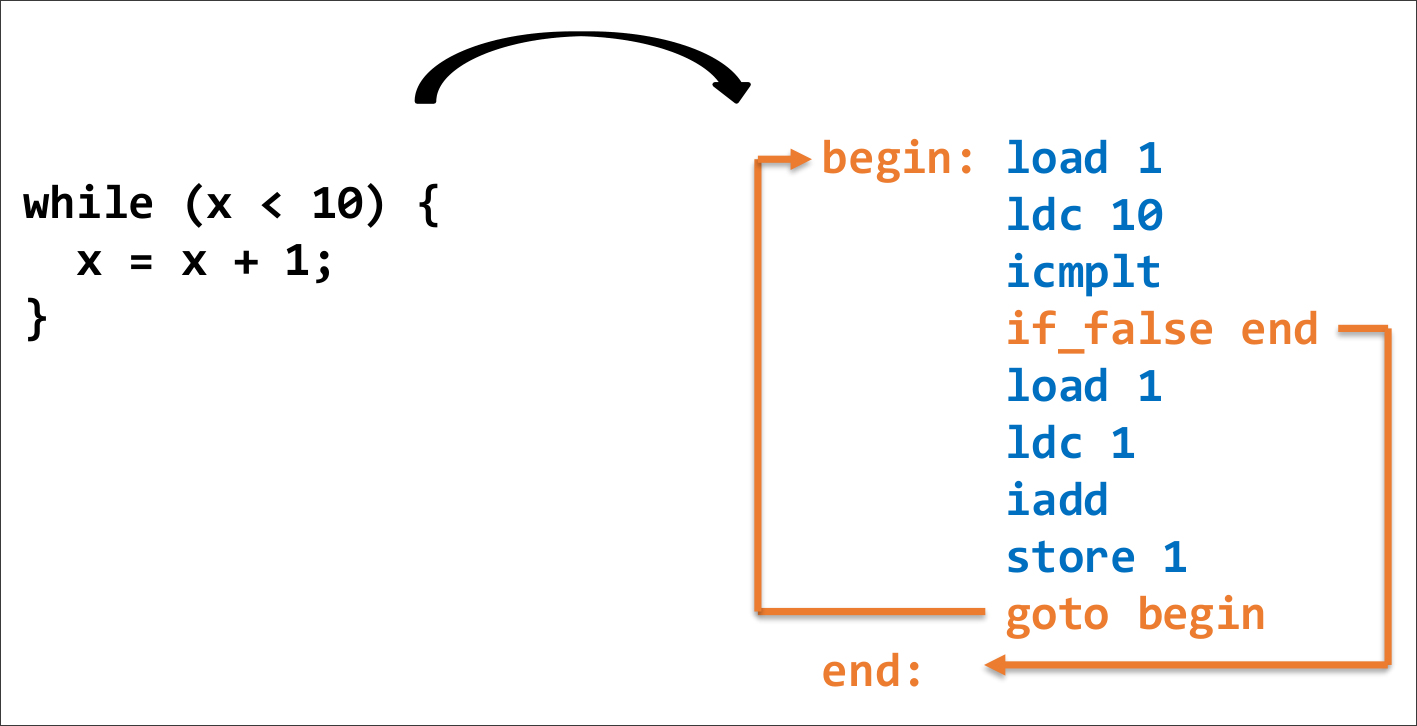 while (x < 10) {
  x = x + 1;
}
begin: load 1
ldc 10
icmplt
if_false end
load 1
ldc 1
iadd
store 1
goto begin
end: